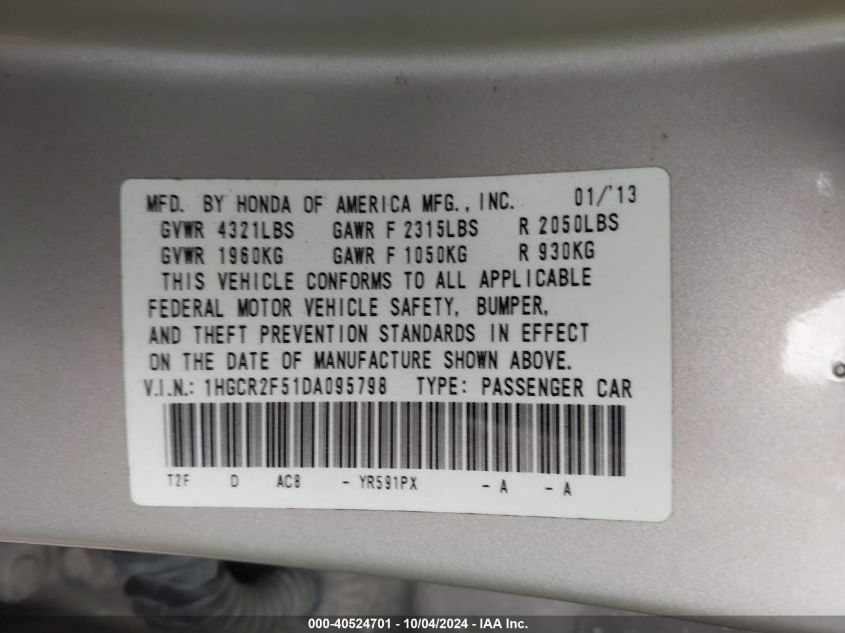 MFD. BY HONDA OF AMERICA MFG., INC. 01/'13
GVWR 4321LBS GAWR F 2315LBS R 2050LBS
GVWR 1960KG GAWR F 1050KG R 930KG
THIS VEHICLE CONFORMS TO ALL APPLICABLE
FEDERAL MOTOR VEHICLE SAFETY, BUMPER,
AND THEFT PREVENTION STANDARDS IN EFFECT
ON THE DATE OF MANUFACTURE SHOWN ABOVE.
V.I.N.: 1HGCR2F51DA095798 TYPE: PASSENGER CAR
T2F D AC8 - YR591PX - A - A
000-40524701 - 10/04/2024 - IAA Inc.